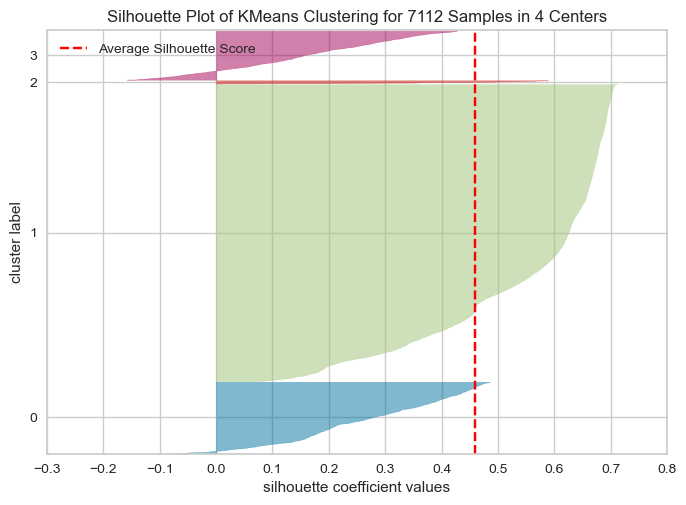 Silhouette Plot of KMeans Clustering for 7112 Samples in 4 Centers
Average Silhouette Score
3
2
1
0
cluster label
−0.3 −0.2 −0.1 0.0 0.1 0.2 0.3 0.4 0.5 0.6 0.7 0.8
silhouette coefficient values